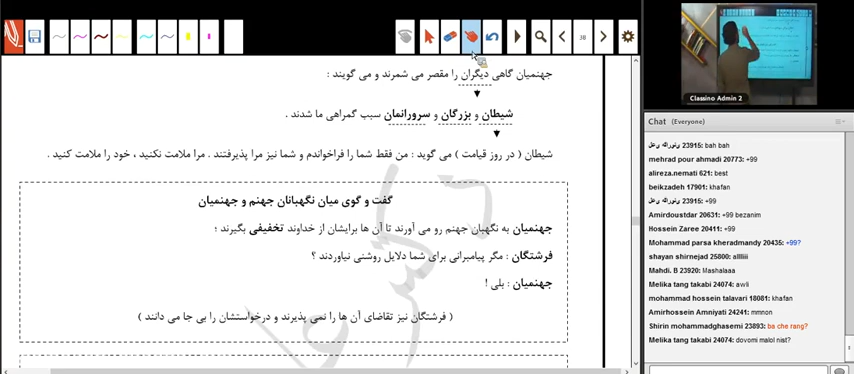 جهنمیان گاهی دیگران را مقصر می شمرند و می گویند :
شیطان و بزرگان و سرورانمان سبب گمراهی ما شدند .
شیطان ( در روز قیامت ) می گوید : من فقط شما را فراخواندم و شما نیز مرا پذیرفتند . مرا ملامت نکنید ، خود را ملامت کنید .
گفت و گوی میان نگهبانان جهنم و جهنمیان
جهنمیان به نگهبان جهنم رو می آورند تا آن ها برایشان از خداوند تخفیفی بگیرند ؛
فرشتگان : مگر پیامبرانی برای شما دلایل روشنی نیاوردند ؟
جهنمیان : بلی !
( فرشتگان نیز تقاضای آن ها را نمی پذیرند و درخواستشان را بی جا می دانند )
Classino Admin 2
Chat (Everyone)
23915: bah bah
mehrad pour ahmadi 20773: +99
alireza.nemati 621: best
beikzadeh 17901: khafan
23915: +99
Amirdoustdar 20631: +99 bezanim
Hossein Zaree 20411: +99
Mohammad parsa kheradmandy 20435: +99?
shayan shirnejad 25800: allliii
Mahdi. B 23920: Mashalaaa
Melika tang takabi 24074: awli
mohammad hossein talavari 18081: khafan
Amirhossein Amniyati 24241: mmnon
Shirin mohammadghasemi 23893: ba che rang?
Melika tang takabi 24074: dovomi malol nist?